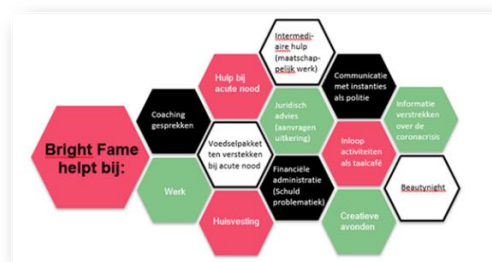 Bright Fame
helpt bij:
Coaching
gesprekken
Werk
Hulp bij
acute nood
Voedselpakket
ten verstekken
bij acute nood
Huisvesting
Intermedi-
aire hulp
(maatschap-
pelijk werk)
Juridisch
advies
(aanvragen
uitkering)
Financiële
administratie
(Schuld
problematiek)
Communicatie
met instanties
als politie
Inloop
activiteiten
als taalcafé
Creatieve
avonden
Informatie
verstrekken
over de
coronacrisis
Beautynight